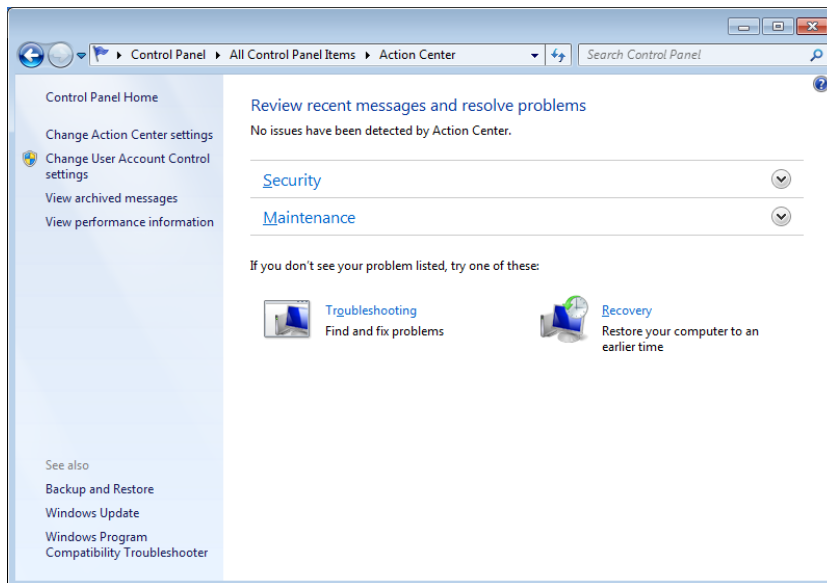 Control Panel
All Control Panel Items
Action Center
Search Control Panel
Control Panel Home
Change Action Center settings
Change User Account Control
settings
View archived messages
View performance information
See also
Backup and Restore
Windows Update
Windows Program
Compatibility Troubleshooter
Review recent messages and resolve problems
No issues have been detected by Action Center.
Security
Maintenance
If you don't see your problem listed, try one of these:
Troubleshooting
Find and fix problems
Recovery
Restore your computer to an
earlier time